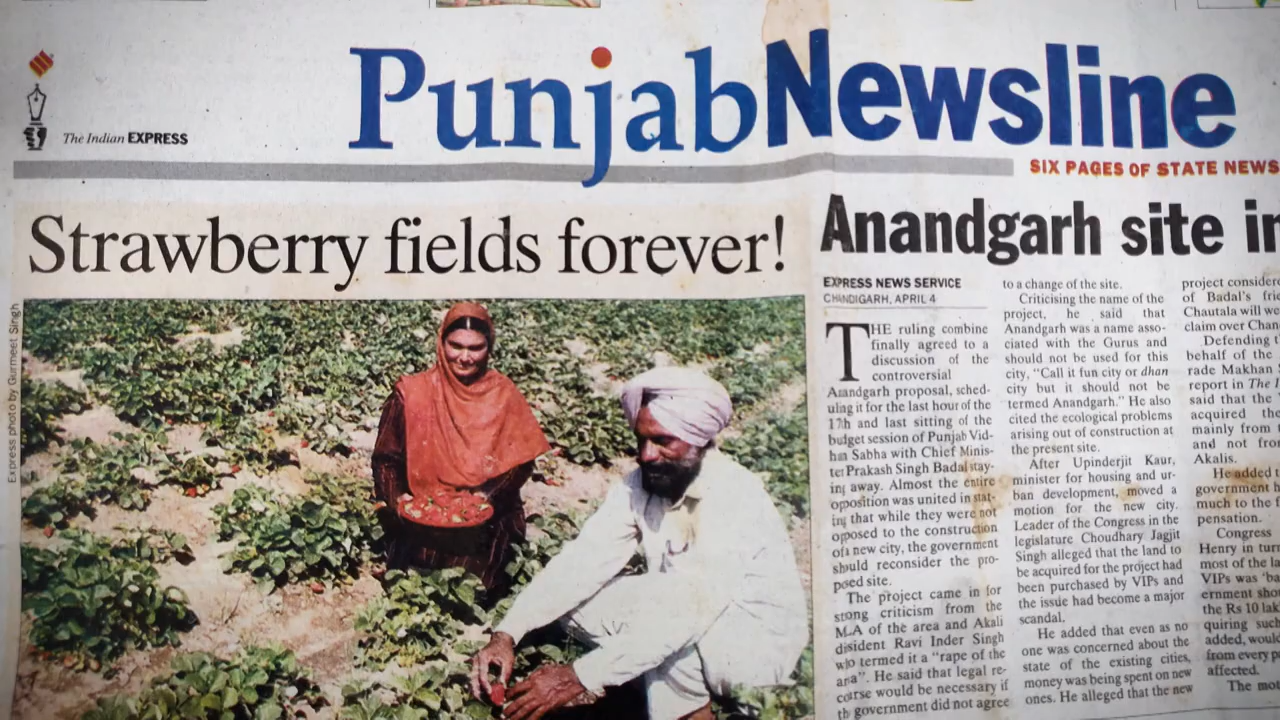 The Indian EXPRESS
PunjabNewsline
SIX PAGES OF STATE NEWS
Strawberry fields forever!
Express photo by Gurmeet Singh
Anandgarh site in
EXPRESS NEWS SERVICE
CHANDIGARH, APRIL 4
THE ruling combine
finally agreed to a
discussion of the
controversial
Anandgarh proposal, sched-
uling it for the last hour of the
17th and last sitting of the
budget session of Punjab Vid-
han Sabha with Chief Minis-
ter Prakash Singh Badal stay-
ing away. Almost the entire
opposition was united in stat-
ing that while they were not
opposed to the construction
of a new city, the government
should reconsider the pro-
posed site.
The project came in for
strong criticism from the
MLA of the area and Akali
dissident Ravi Inder Singh
who termed it a "rape of the
area". He said that legal re-
course would be necessary if
the government did not agree
to a change of the site.
Criticising the name of the
project, he said that
Anandgarh was a name asso-
ciated with the Gurus and
should not be used for this
city, "Call it fun city or dhan
city but it should not be
termed Anandgarh." He also
cited the ecological problems
arising out of construction at
the present site.
After Upinderjit Kaur,
minister for housing and ur-
ban development, moved a
motion for the new city,
Leader of the Congress in the
legislature Choudhary Jagjit
Singh alleged that the land to
be acquired for the project had
been purchased by VIPs and
the issue had become a major
scandal.
He added that even as no
one was concerned about the
state of the existing cities,
money was being spent on new
ones. He alleged that the new
project consider
of Badal's
Chautala will
claim over
Defending
behalf of the
rade Makhan
report in The
said that the
acquired
mainly from
and not
Akalis.
He added
government
much to the
pensation.
Congress
Henry in turn
most of the
VIPs was
ernment
the Rs 10
quiring such
added,
from every
affected.
The